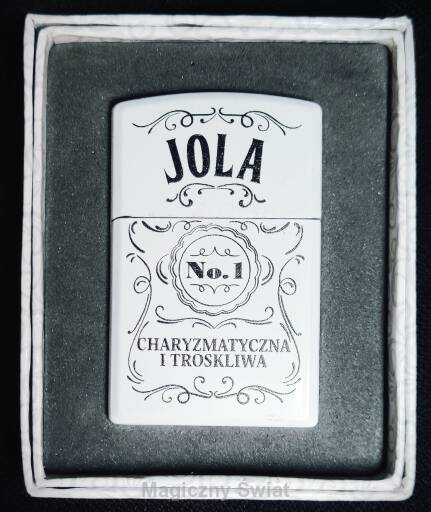 JOLA
No.1
CHARYZMATYCZNA
I TROSKLIWA
Magiczny Świat